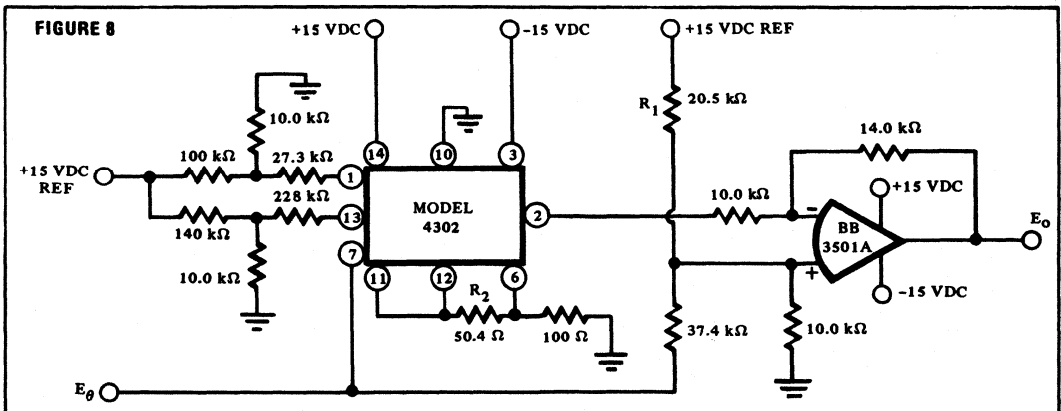 FIGURE 8
+15 VDC
-15 VDC
+15 VDC REF
R1
20.5 kΩ
10.0 kΩ
14.0 kΩ
100 kΩ
27.3 kΩ
1
14
10
3
+15 VDC
REF
228 kΩ
13
MODEL
4302
2
10.0 kΩ
-
+15 VDC
BB
3501A
Eo
140 kΩ
7
10.0 kΩ
11
12
6
R2
50.4 Ω
100 Ω
+
-15 VDC
37.4 kΩ
10.0 kΩ
Eθ